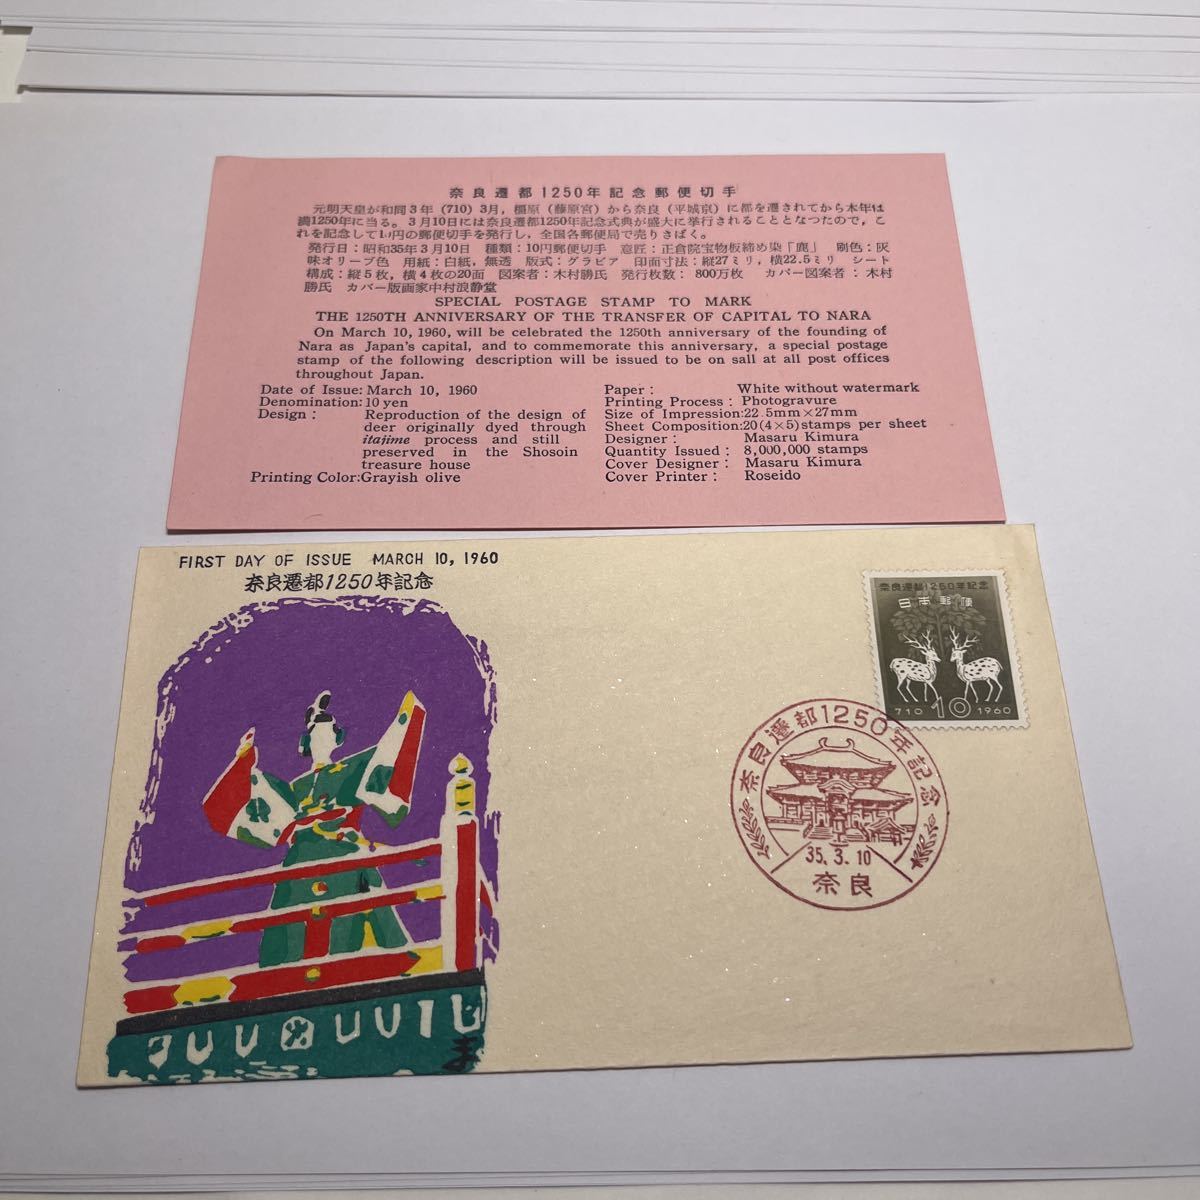 奈良遷都1250年記念郵便切手
元明天皇が和同3年(710)3月,橿原(藤原宮)から奈良(平城京)に都を遷されてから本年は
満1250年に当る。3月10日には奈良遷都1250年記念式典が盛大に挙行されることとなつたので,こ
れを記念して10円の郵便切手を発行し,全国各郵便局で売りさばく。
発行日:昭和35年3月10日 種類:10円郵便切手 意匠:正倉院宝物板締め染「鹿」 刷色:灰
味オリーブ色 用紙:白紙,無透 版式:グラビア 印面寸法:縦27ミリ,横22.5ミリ シート
構成:縦5枚,横4枚の20面 図案者:木村勝氏 発行枚数:800万枚 カバー図案者:木村
勝氏 カバー版画家中村浪静堂
SPECIAL POSTAGE STAMP TO MARK
THE 1250TH ANNIVERSARY OF THE TRANSFER OF CAPITAL TO NARA
On March 10, 1960, will be celebrated the 1250th anniversary of the founding of
Nara as Japan's capital, and to commemorate this anniversary, a special postage
stamp of the following description will be issued to be on sall at all post offices
throughout Japan.
Date of Issue: March 10, 1960
Denomination: 10 yen
Design: Reproduction of the design of
deer originally dyed through
itajime process and still
preserved in the Shosoin
treasure house
Printing Color: Grayish olive
Paper: White without watermark
Printing Process: Photogravure
Size of Impression: 22.5mm×27mm
Sheet Composition: 20(4×5)stamps per sheet
Designer: Masaru Kimura
Quantity Issued: 8,000,000 stamps
Cover Designer: Masaru Kimura
Cover Printer: Roseido
FIRST DAY OF ISSUE MARCH 10, 1960
奈良遷都1250年記念
奈良遷都1250年記念
日本郵便
710 10 1960
奈良遷都1250年記念
35.3.10
奈良